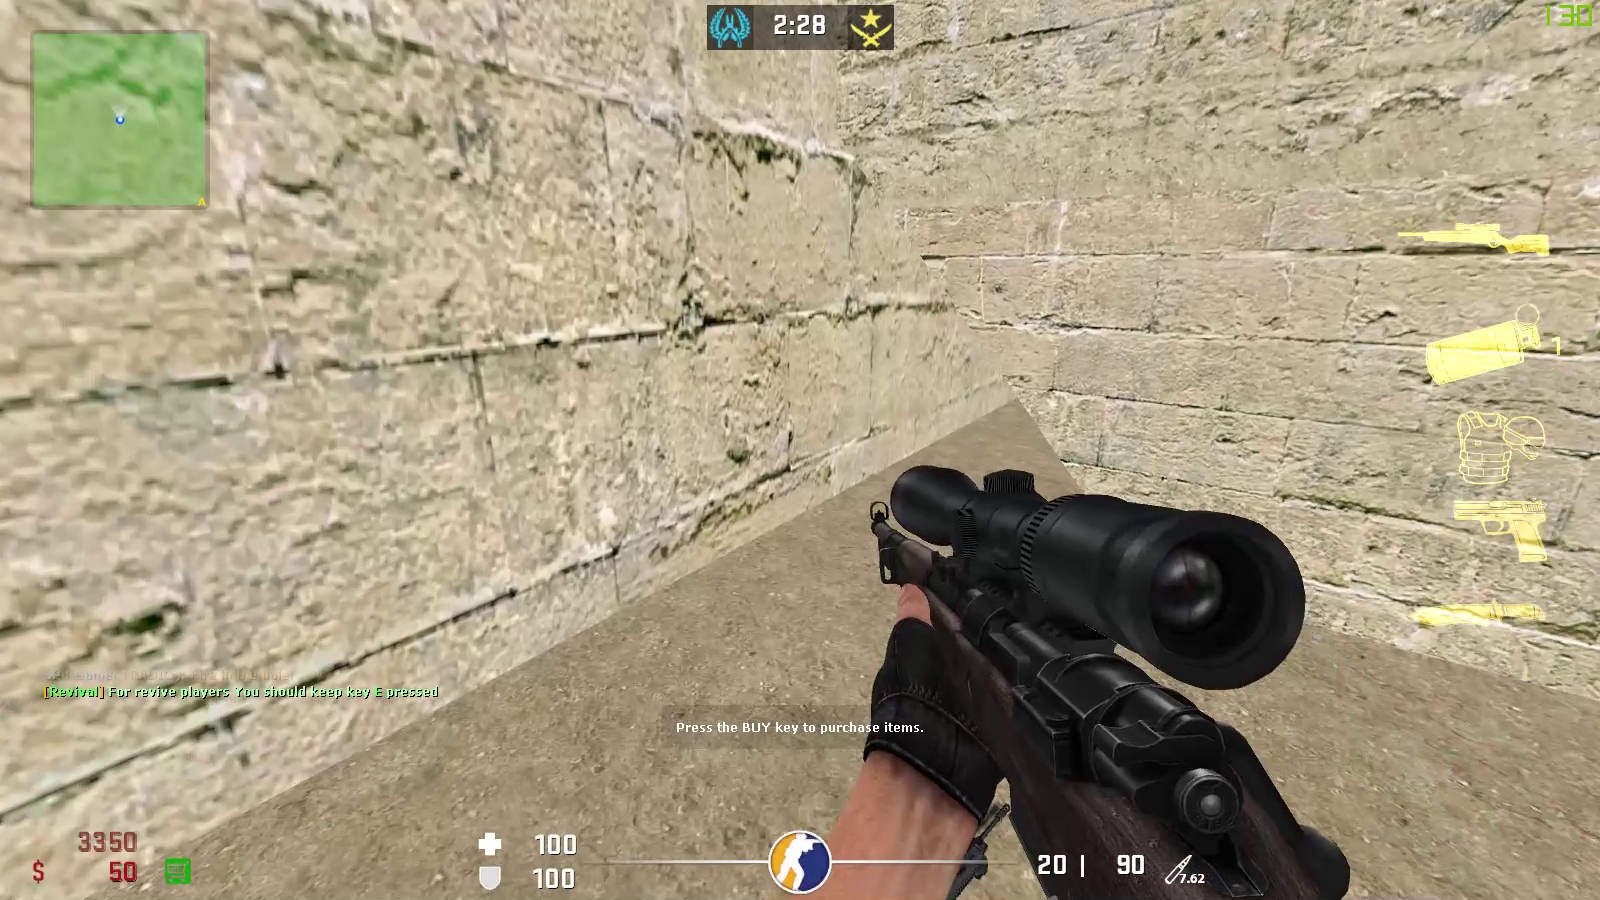 2:28
130
A
1
[Revival] For revive players You should keep key E pressed
Press the BUY key to purchase items.
3350
$ 50
100
100
20 | 90
7.62